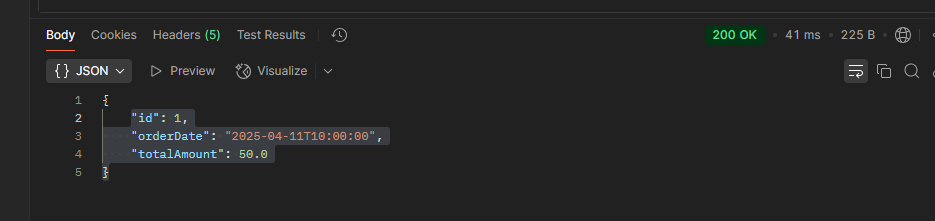 Body Cookies Headers (5) Test Results 200 OK • 41 ms • 225 B
{} JSON Preview Visualize
1 {
2 "id": 1,
3 "orderDate": "2025-04-11T10:00:00",
4 "totalAmount": 50.0
5 }